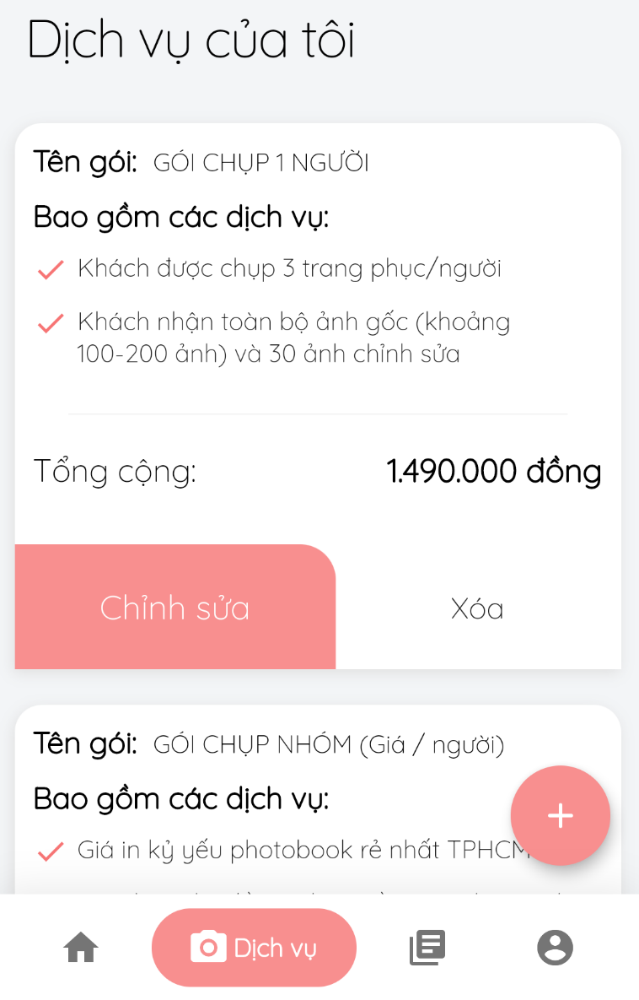 Dịch vụ của tôi
Tên gói: GÓI CHỤP 1 NGƯỜI
Bao gồm các dịch vụ:
Khách được chụp 3 trang phục/người
Khách nhận toàn bộ ảnh gốc (khoảng
100-200 ảnh) và 30 ảnh chỉnh sửa
Tổng cộng: 1.490.000 đồng
Chỉnh sửa Xóa
Tên gói: GÓI CHỤP NHÓM (Giá / người)
Bao gồm các dịch vụ:
Giá in kỷ yếu photobook rẻ nhất TPHCM
Dịch vụ